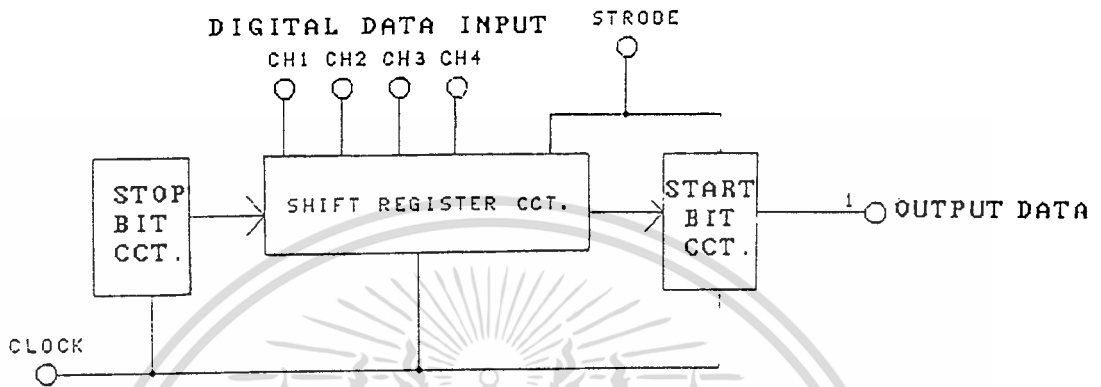 STROBE
DIGITAL DATA INPUT
CH1 CH2 CH3 CH4
STOP
BIT
CCT.
SHIFT REGISTER CCT.
START
BIT
CCT.
1
OUTPUT DATA
CLOCK